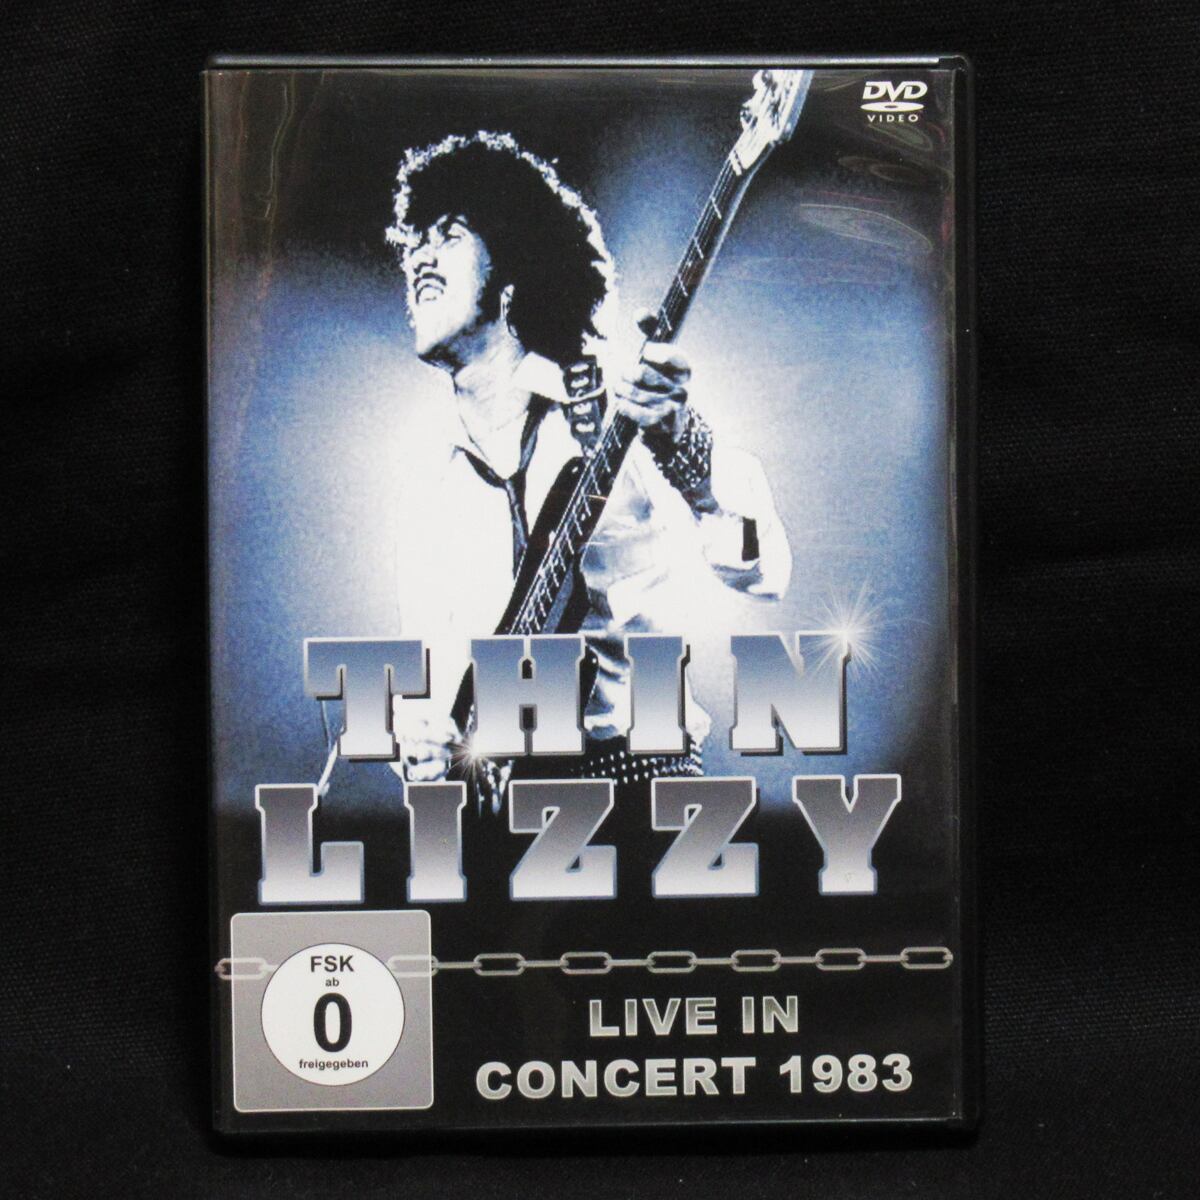 DVD
VIDEO
THIN
LIZZY
FSK
ab
0
freigegeben
LIVE IN
CONCERT 1983